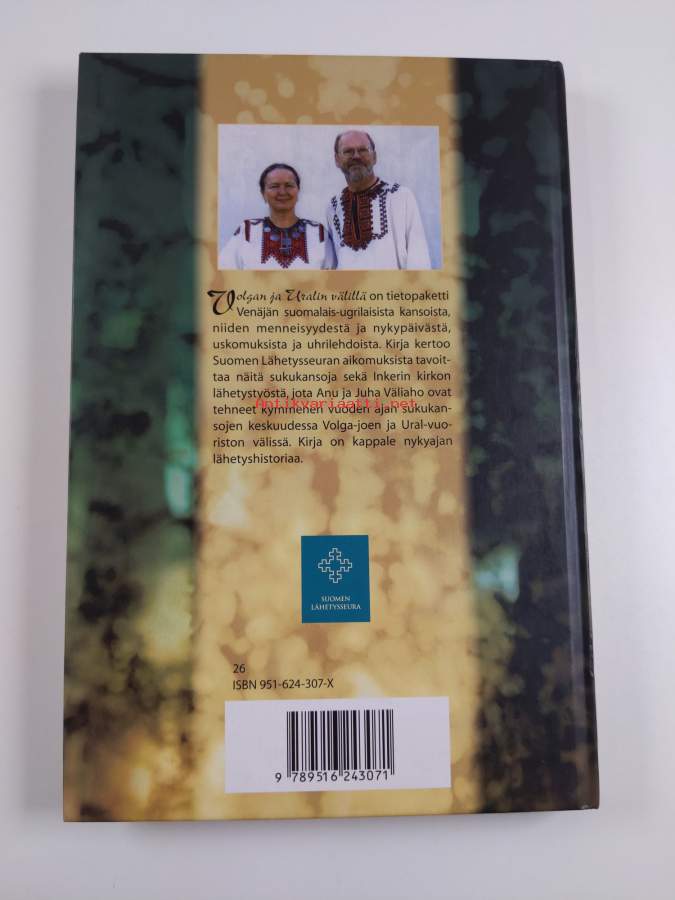 Volgan ja Uralin välillä on tietopaketti
Venäjän suomalais-ugrilaisista kansoista,
niiden menneisyydestä ja nykypäivästä,
uskomuksista ja uhrilehdoista. Kirja kertoo
Suomen Lähetysseuran aikomuksista tavoit-
taa näitä sukukansoja sekä Inkerin kirkon
lähetystyöstä, jota Anu ja Juha Väliaho ovat
Antikvariaatti.net
tehneet kymmenen vuoden ajan sukukan-
sojen keskuudessa Volga-joen ja Ural-vuo-
riston välissä. Kirja on kappale nykyajan
lähetyshistoriaa.
SUOMEN
LÄHETYSSEURA
26
ISBN 951-624-307-X
9 789516 243071